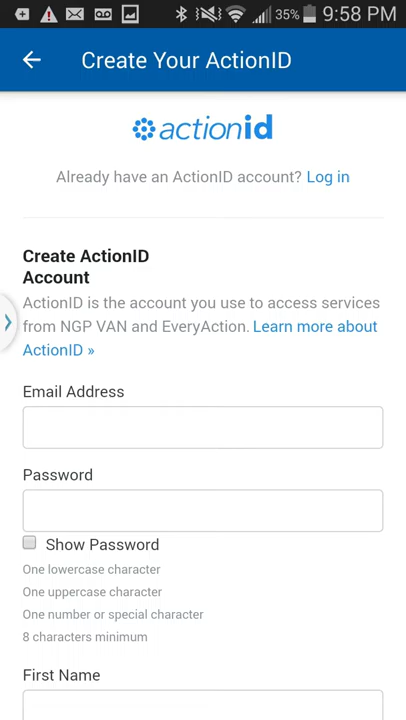 35% 9:58 PM
Create Your ActionID
actionid
Already have an ActionID account? Log in
Create ActionID
Account
ActionID is the account you use to access services
from NGP VAN and EveryAction. Learn more about
ActionID »
Email Address
Password
Show Password
One lowercase character
One uppercase character
One number or special character
8 characters minimum
First Name